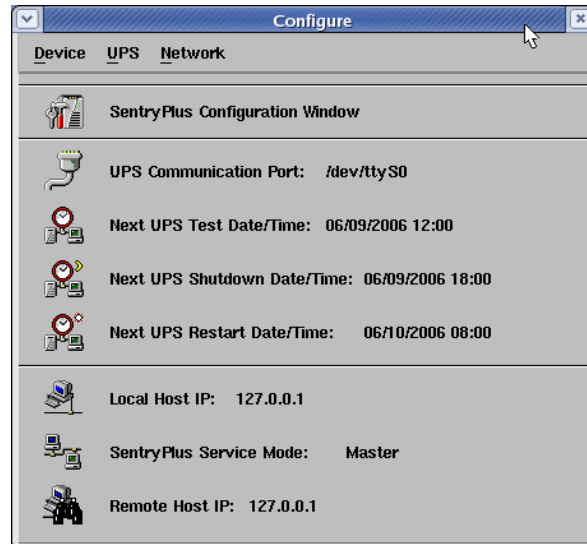 Configure
Device UPS Network
SentryPlus Configuration Window
UPS Communication Port: /dev/ttyS0
Next UPS Test Date/Time: 06/09/2006 12:00
Next UPS Shutdown Date/Time: 06/09/2006 18:00
Next UPS Restart Date/Time: 06/10/2006 08:00
Local Host IP: 127.0.0.1
SentryPlus Service Mode: Master
Remote Host IP: 127.0.0.1